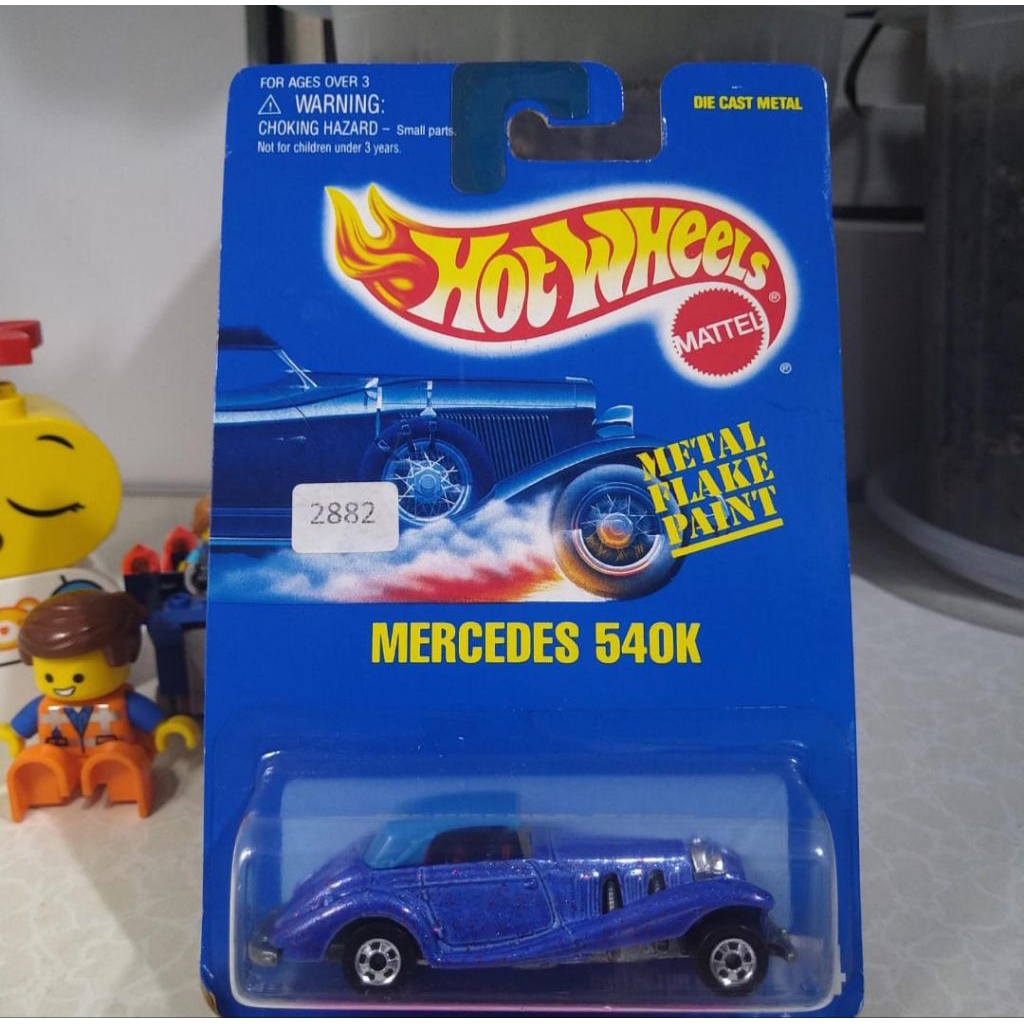 FOR AGES OVER 3
⚠ WARNING:
CHOKING HAZARD – Small parts.
Not for children under 3 years.
DIE CAST METAL
HOT WHEELS®
MATTEL
®
METAL
FLAKE
PAINT
2882
MERCEDES 540K